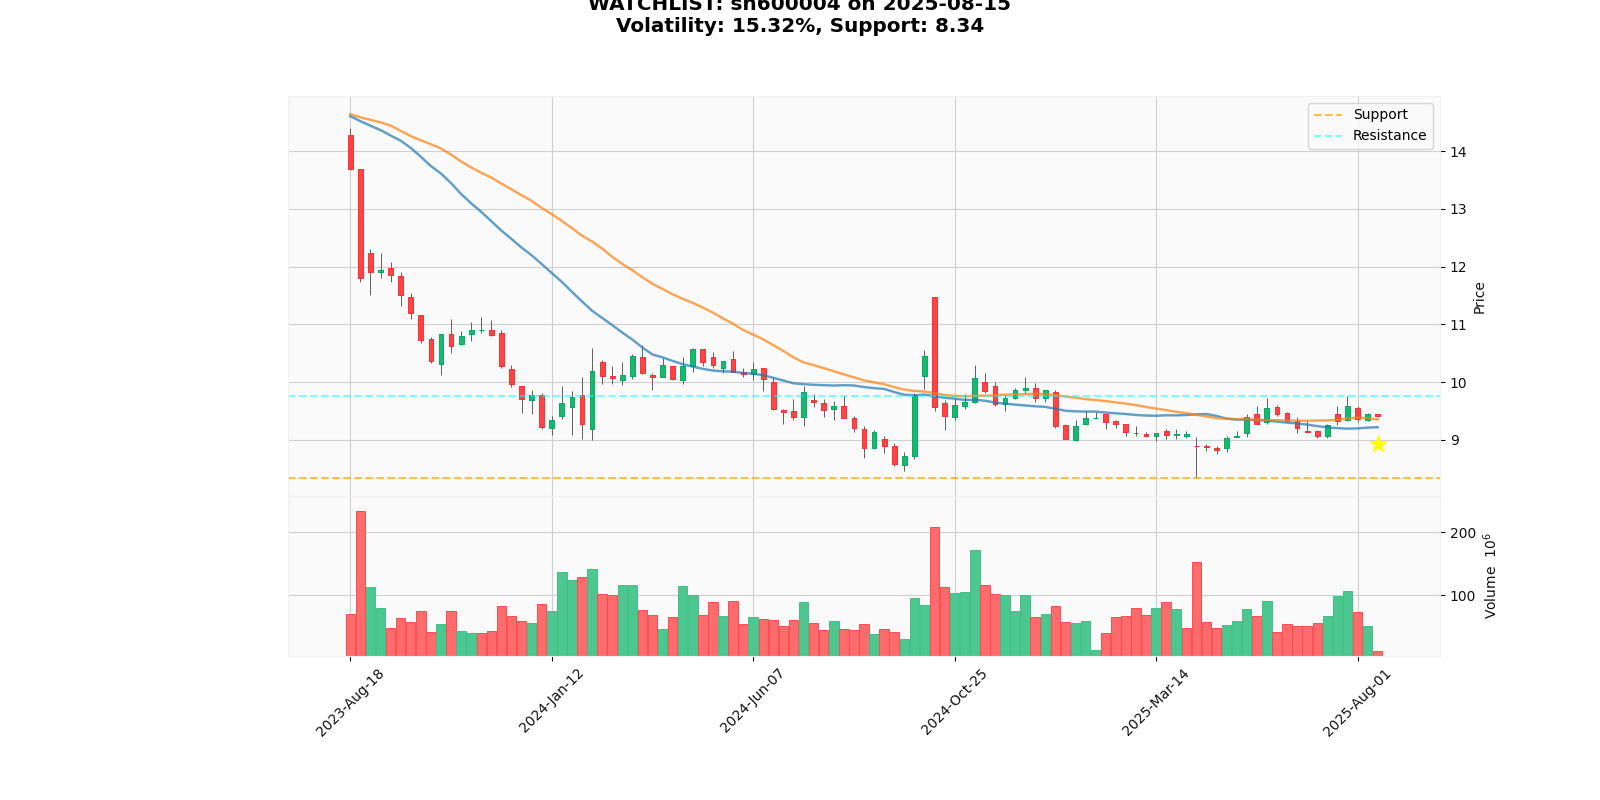 WATCHLIST: sh600004 on 2025-08-15
Volatility: 15.32%, Support: 8.34
Support
Resistance
14
13
12
11
10
9
Price
200
100
Volume 10⁶
2023-Aug-18
2024-Jan-12
2024-Jun-07
2024-Oct-25
2025-Mar-14
2025-Aug-01